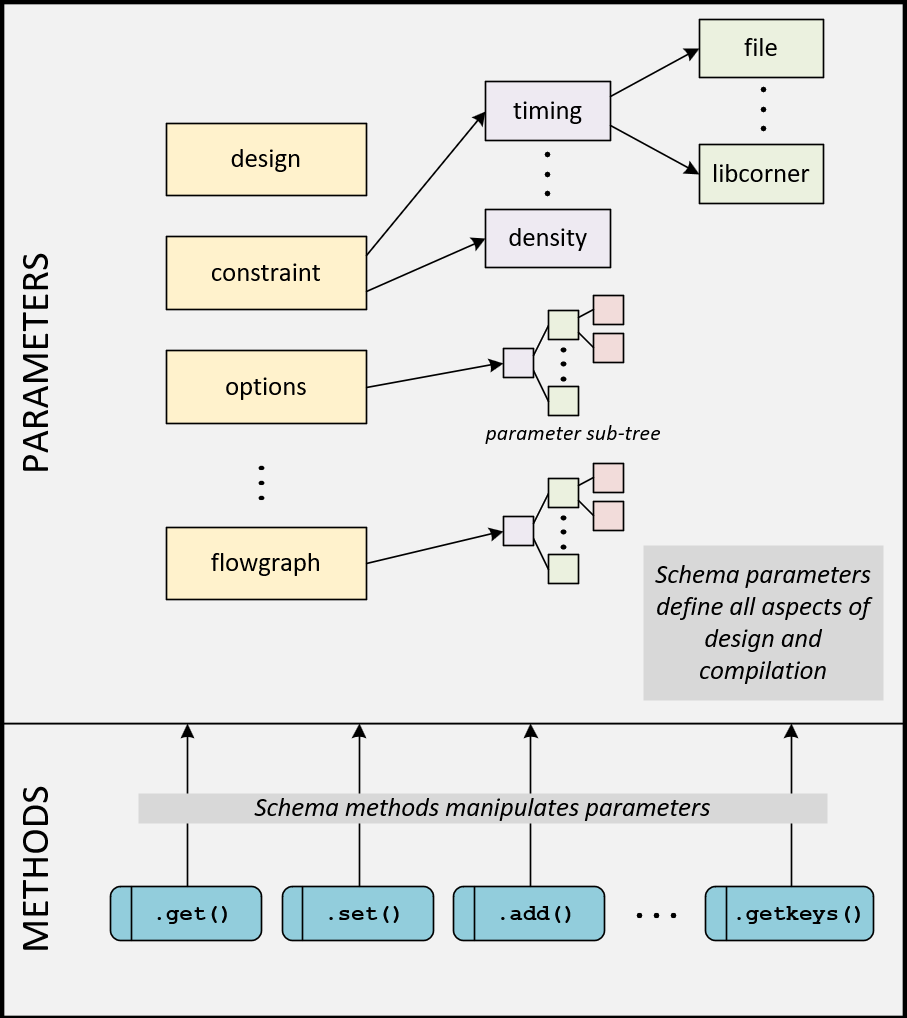 PARAMETERS
file
timing
design
libcorner
density
constraint
options
parameter sub-tree
flowgraph
Schema parameters
define all aspects of
design and
compilation
METHODS
Schema methods manipulates parameters
.get()
.set()
.add()
.getkeys()